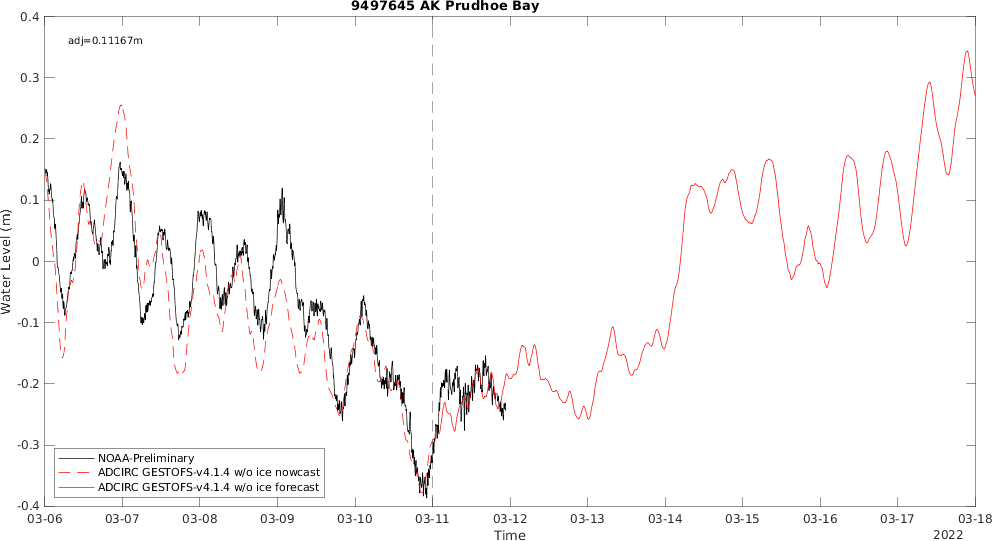 9497645 AK Prudhoe Bay
adj=0.11167m
0.4
0.3
0.2
0.1
0
-0.1
-0.2
-0.3
-0.4
Water Level (m)
NOAA-Preliminary
ADCIRC GESTOFS-v4.1.4 w/o ice nowcast
ADCIRC GESTOFS-v4.1.4 w/o ice forecast
03-06 03-07 03-08 03-09 03-10 03-11 03-12 03-13 03-14 03-15 03-16 03-17 03-18
Time
2022